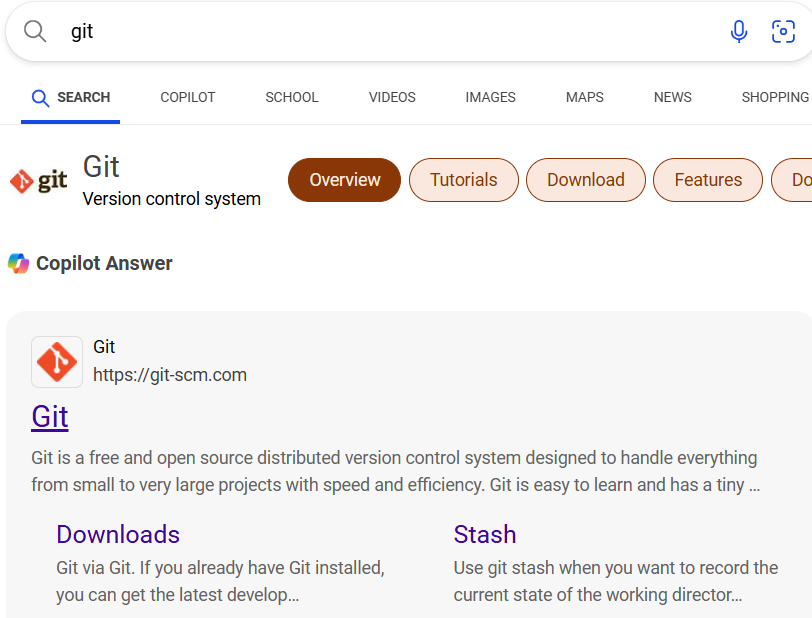 git
SEARCH COPILOT SCHOOL VIDEOS IMAGES MAPS NEWS SHOPPING
git
Git
Version control system
Overview Tutorials Download Features Do
Copilot Answer
Git
https://git-scm.com
Git
Git is a free and open source distributed version control system designed to handle everything
from small to very large projects with speed and efficiency. Git is easy to learn and has a tiny ...
Downloads
Git via Git. If you already have Git installed,
you can get the latest develop...
Stash
Use git stash when you want to record the
current state of the working director...